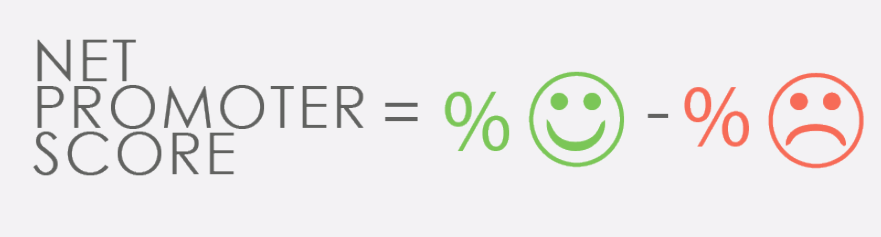 NET
PROMOTER = % - %
SCORE